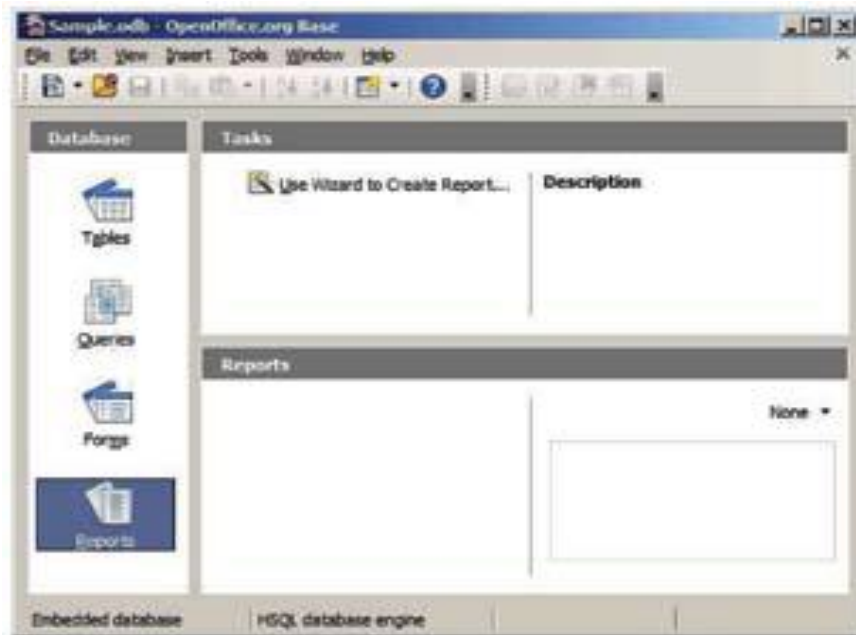 Sample.odb - OpenOffice.org Base
File Edit View Insert Tools Window Help
Database
Tables
Queries
Forms
Reports
Tasks
Use Wizard to Create Report...
Description
Reports
None
Embedded database
HSQL database engine